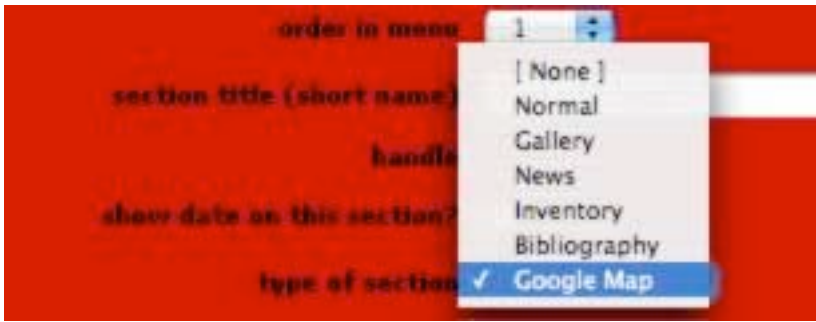 order in menu 1
[ None ]
section title (short name)
Normal
Gallery
handle
News
show date on this section?
Inventory
Bibliography
type of section ✓ Google Map